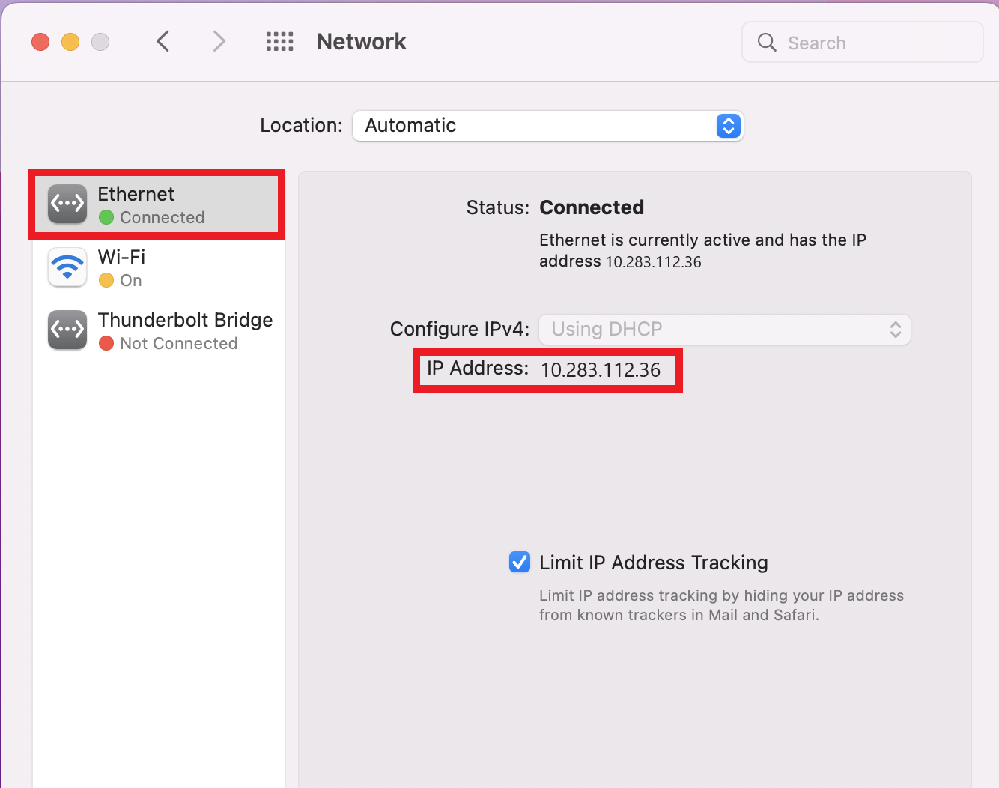 Network
Search
Location: Automatic
Ethernet
Connected
Wi-Fi
On
Thunderbolt Bridge
Not Connected
Status: Connected
Ethernet is currently active and has the IP
address 10.283.112.36
Configure IPv4: Using DHCP
IP Address: 10.283.112.36
Limit IP Address Tracking
Limit IP address tracking by hiding your IP address
from known trackers in Mail and Safari.